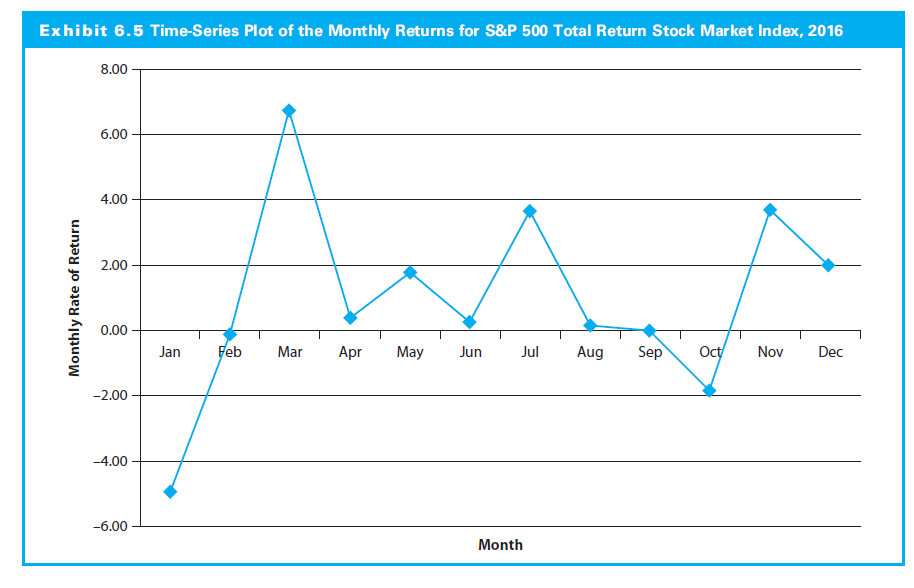 Exhibit 6.5 Time-Series Plot of the Monthly Returns for S&P 500 Total Return Stock Market Index, 2016
Monthly Rate of Return
8.00
6.00
4.00
2.00
0.00
–2.00
–4.00
–6.00
Jan Feb Mar Apr May Jun Jul Aug Sep Oct Nov Dec
Month